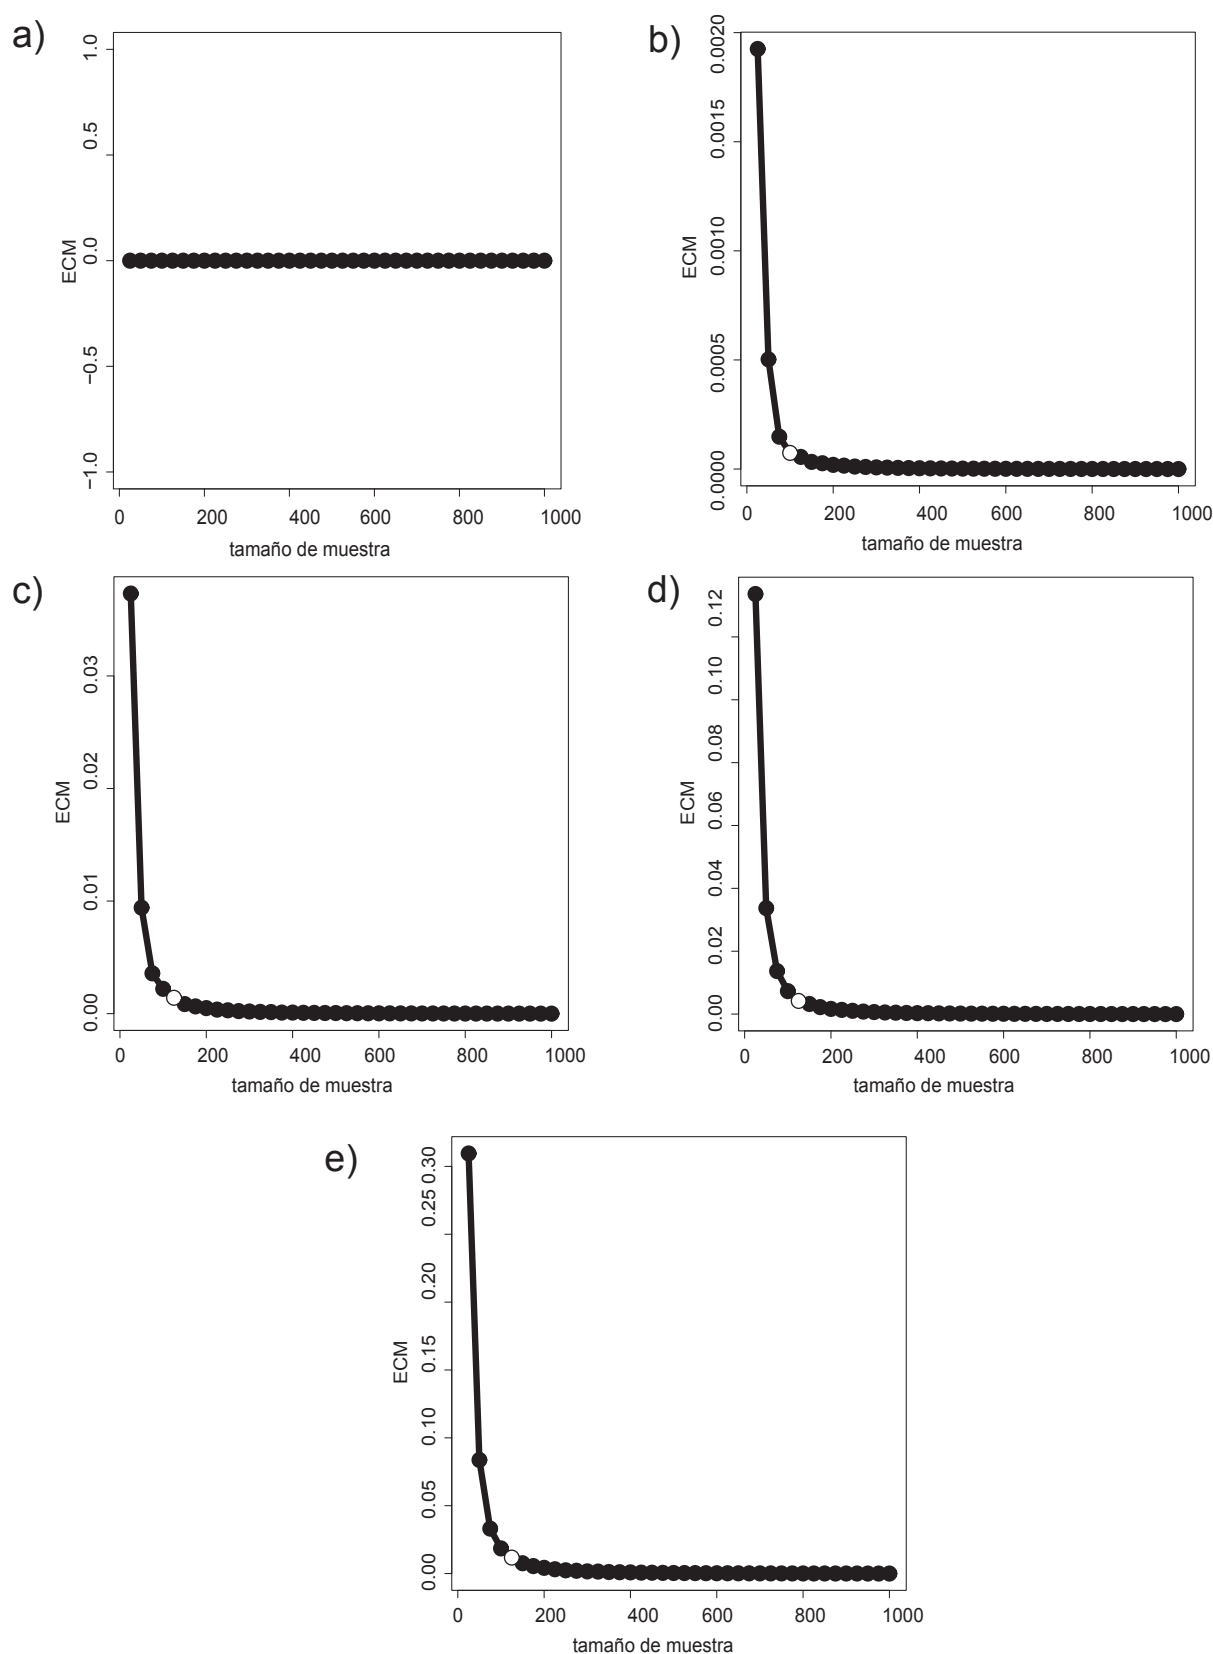 a)
ECM
1.0
0.5
0.0
−0.5
−1.0
0 200 400 600 800 1000
tamaño de muestra
b)
ECM
0.0020
0.0015
0.0010
0.0005
0.0000
0 200 400 600 800 1000
tamaño de muestra
c)
ECM
0.03
0.02
0.01
0.00
0 200 400 600 800 1000
tamaño de muestra
d)
ECM
0.12
0.10
0.08
0.06
0.04
0.02
0.00
0 200 400 600 800 1000
tamaño de muestra
e)
ECM
0.30
0.25
0.20
0.15
0.10
0.05
0.00
0 200 400 600 800 1000
tamaño de muestra